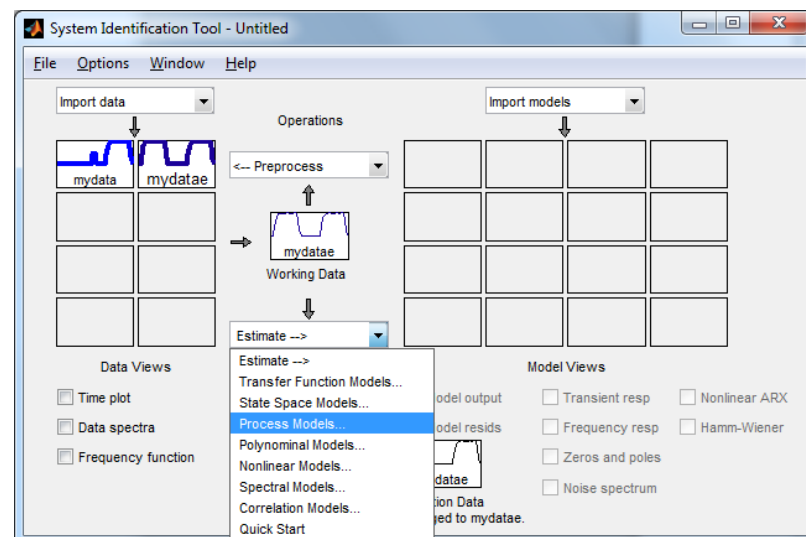 System Identification Tool - Untitled
File Options Window Help
Import data
Import models
Operations
mydata
mydatae
<-- Preprocess
mydatae
Working Data
Estimate -->
Estimate -->
Transfer Function Models...
State Space Models...
Process Models...
Polynominal Models...
Nonlinear Models...
Spectral Models...
Correlation Models...
Quick Start
Data Views
Time plot
Data spectra
Frequency function
Model Views
odel output
Transient resp
Nonlinear ARX
odel resids
Frequency resp
Hamm-Wiener
Zeros and poles
Noise spectrum
datae
tion Data
ged to mydatae.